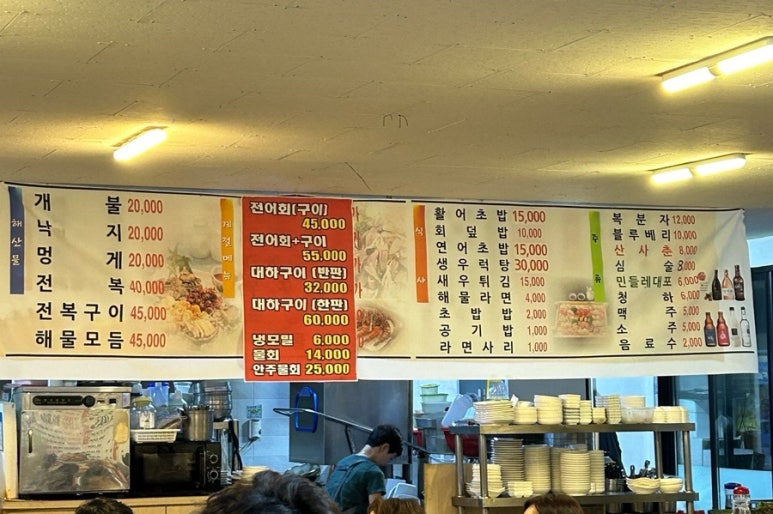 해산물
개불 20,000
낙지 20,000
멍게 20,000
전복 40,000
전복구이 45,000
해물모듬 45,000
계절메뉴
전어회(구이)
45,000
전어회+구이
55,000
대하구이 (반판)
32,000
대하구이 (한판)
60,000
냉모밀 6,000
물회 14,000
안주물회 25,000
식사
활어초밥 15,000
회덮밥 10,000
연어초밥 15,000
생우럭탕 30,000
새우튀김 15,000
해물라면 4,000
초밥 2,000
공기밥 1,000
라면사리 1,000
주류
복분자 12,000
블루베리 10,000
산사춘 8,000
심술 8,000
민들레대포 6,000
청하 6,000
맥주 5,000
소주 5,000
음료수 2,000